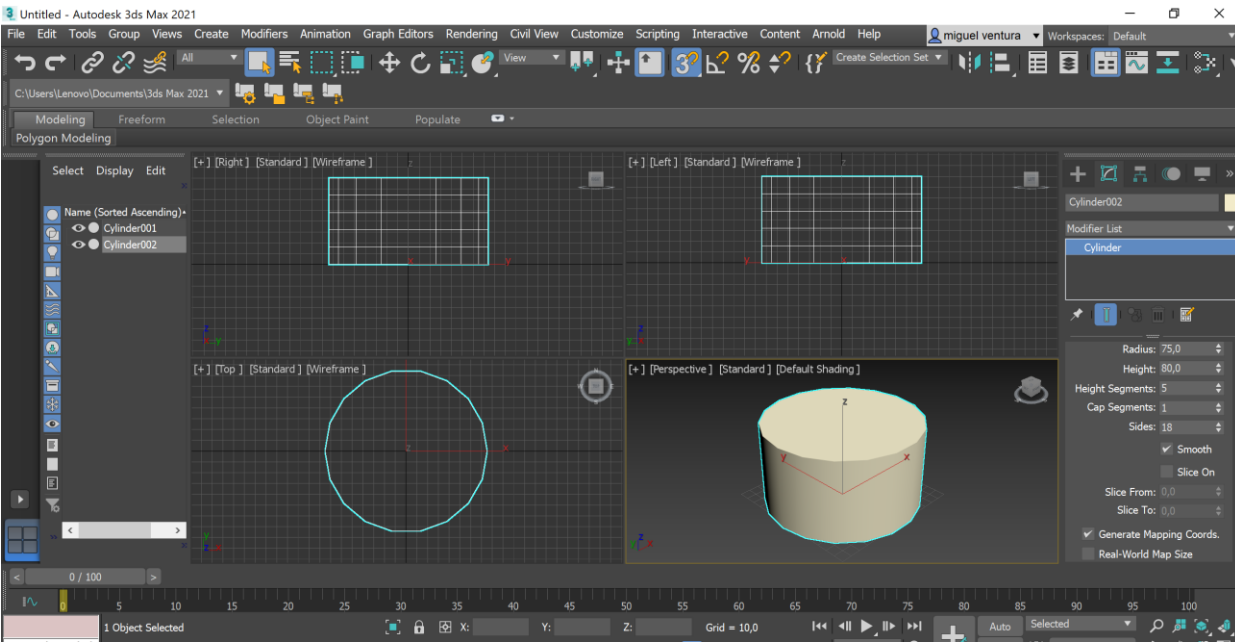 3 Untitled - Autodesk 3ds Max 2021
File Edit Tools Group Views Create Modifiers Animation Graph Editors Rendering Civil View Customize Scripting Interactive Content Arnold Help miguel ventura Workspaces: Default
All View 3 Create Selection Set
C:\Users\Lenovo\Documents\3ds Max 2021
Modeling Freeform Selection Object Paint Populate
Polygon Modeling
Select Display Edit
Name (Sorted Ascending)
Cylinder001
Cylinder002
[+] [Right] [Standard] [Wireframe]
z
x y
z
x y
[+] [Left] [Standard] [Wireframe]
z
y y
z
y
[+] [Top] [Standard] [Wireframe]
z x
y
z x
[+] [Perspective] [Standard] [Default Shading]
z
y x
z
x
Cylinder002
Modifier List
Cylinder
Radius: 75,0
Height: 80,0
Height Segments: 5
Cap Segments: 1
Sides: 18
Smooth
Slice On
Slice From: 0,0
Slice To: 0,0
Generate Mapping Coords.
Real-World Map Size
< 0 / 100 >
0 5 10 15 20 25 30 35 40 45 50 55 60 65 70 75 80 85 90 95 100
1 Object Selected X: Y: Z: Grid = 10,0 Auto Selected